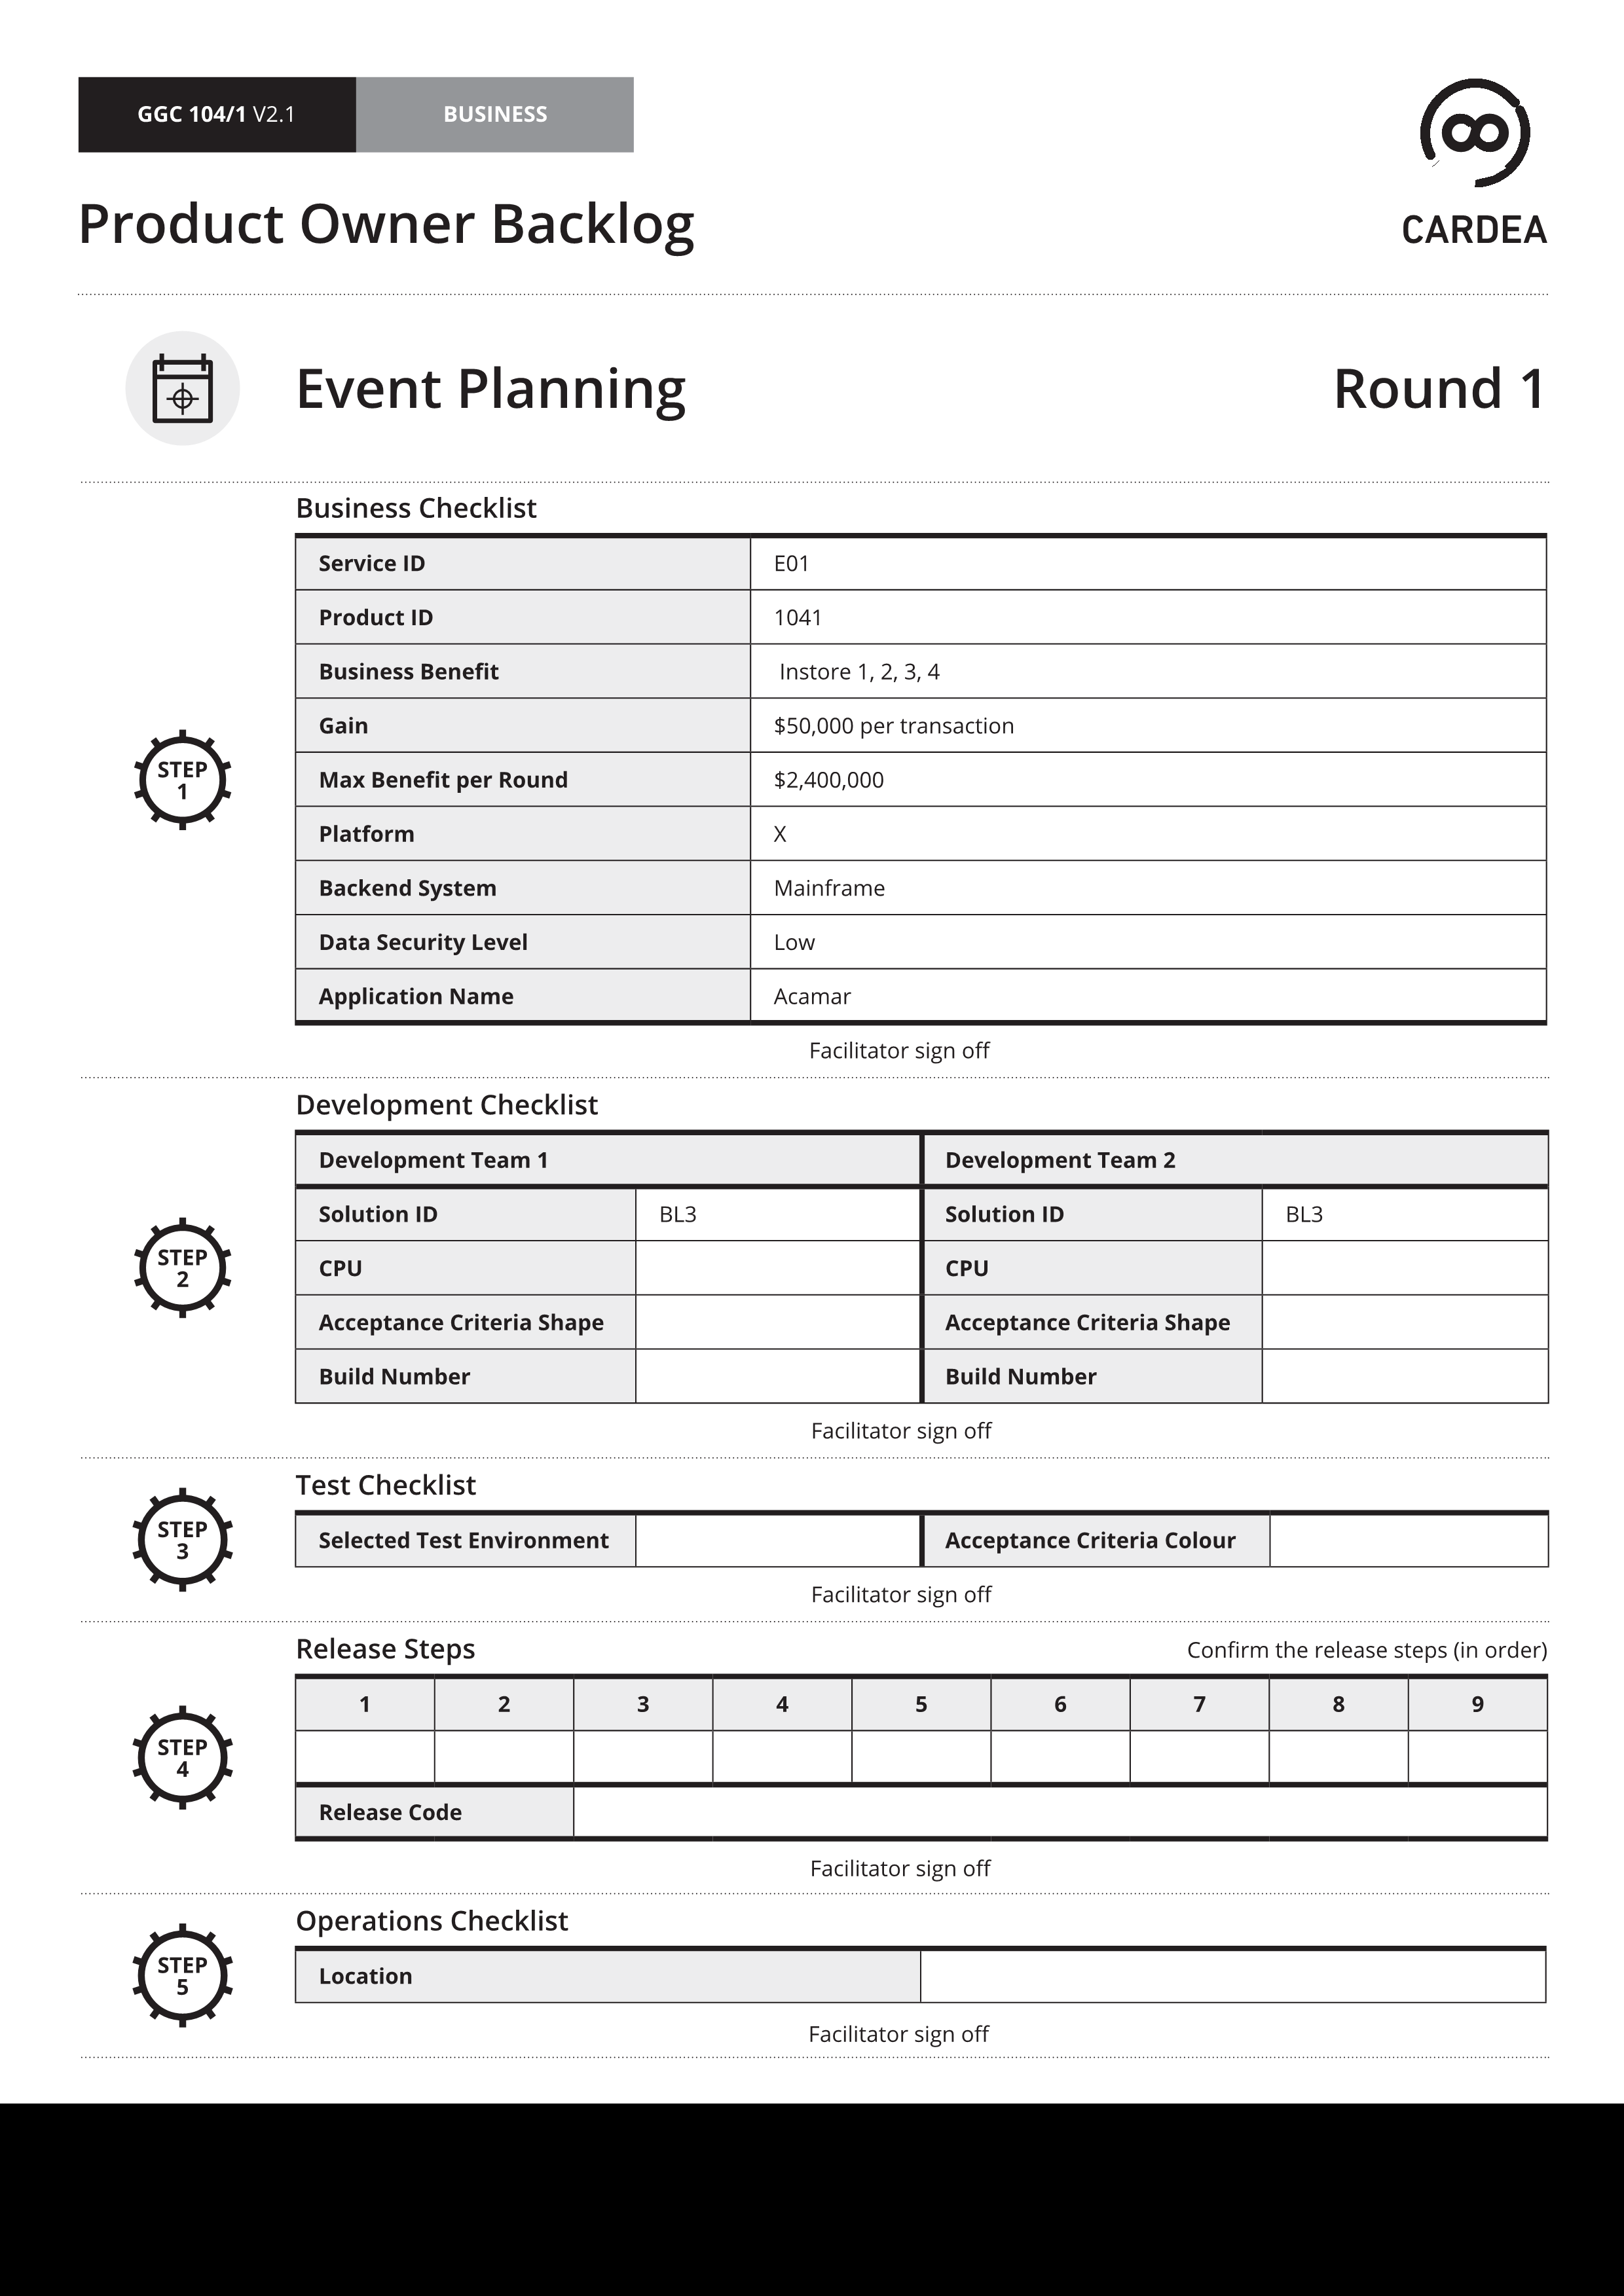 GGC 104/1 V2.1 BUSINESS
CARDEA
Product Owner Backlog
Event Planning Round 1
Business Checklist
Service ID E01
Product ID 1041
Business Benefit Instore 1, 2, 3, 4
Gain $50,000 per transaction
Max Benefit per Round $2,400,000
Platform X
Backend System Mainframe
Data Security Level Low
Application Name Acamar
STEP
1
Facilitator sign off
Development Checklist
Development Team 1 Development Team 2
Solution ID BL3 Solution ID BL3
CPU CPU
Acceptance Criteria Shape Acceptance Criteria Shape
Build Number Build Number
STEP
2
Facilitator sign off
Test Checklist
Selected Test Environment Acceptance Criteria Colour
STEP
3
Facilitator sign off
Release Steps Confirm the release steps (in order)
1 2 3 4 5 6 7 8 9
Release Code
STEP
4
Facilitator sign off
Operations Checklist
Location
STEP
5
Facilitator sign off